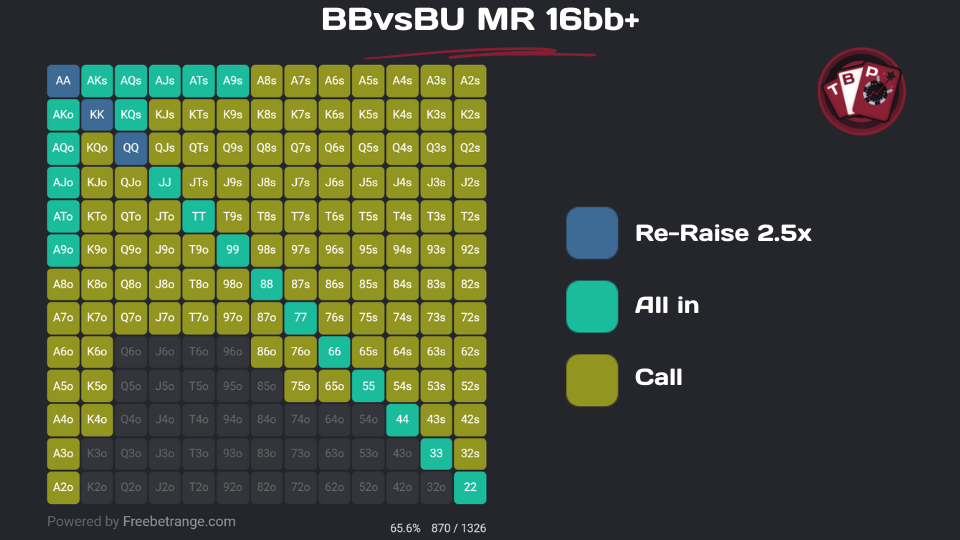 BBvsBU MR 16bb+
T B P
AA AKs AQs AJs ATs A9s A8s A7s A6s A5s A4s A3s A2s
AKo KK KQs KJs KTs K9s K8s K7s K6s K5s K4s K3s K2s
AQo KQo QQ QJs QTs Q9s Q8s Q7s Q6s Q5s Q4s Q3s Q2s
AJo KJo QJo JJ JTs J9s J8s J7s J6s J5s J4s J3s J2s
ATo KTo QTo JTo TT T9s T8s T7s T6s T5s T4s T3s T2s
A9o K9o Q9o J9o T9o 99 98s 97s 96s 95s 94s 93s 92s
A8o K8o Q8o J8o T8o 98o 88 87s 86s 85s 84s 83s 82s
A7o K7o Q7o J7o T7o 97o 87o 77 76s 75s 74s 73s 72s
A6o K6o Q6o J6o T6o 96o 86o 76o 66 65s 64s 63s 62s
A5o K5o Q5o J5o T5o 95o 85o 75o 65o 55 54s 53s 52s
A4o K4o Q4o J4o T4o 94o 84o 74o 64o 54o 44 43s 42s
A3o K3o Q3o J3o T3o 93o 83o 73o 63o 53o 43o 33 32s
A2o K2o Q2o J2o T2o 92o 82o 72o 62o 52o 42o 32o 22
Re-Raise 2.5x
All in
Call
Powered by Freebetrange.com
65.6% 870 / 1326